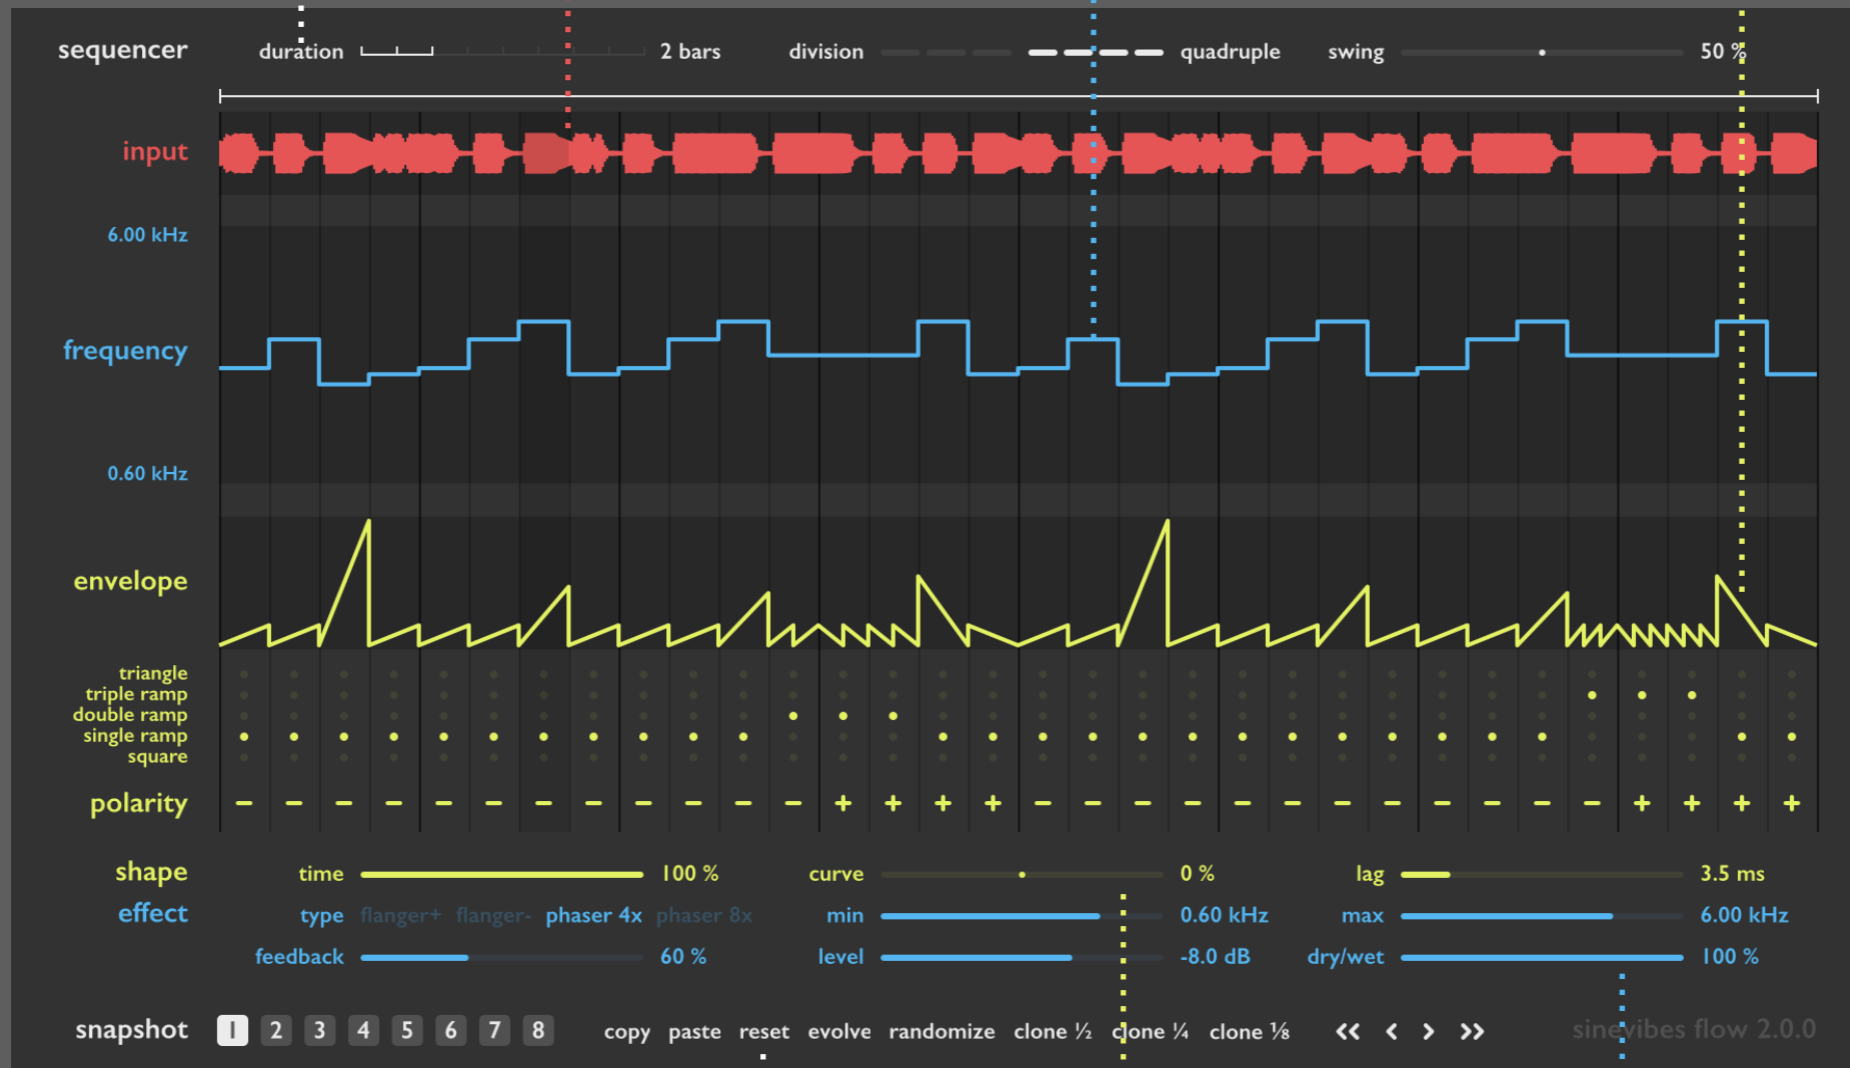 sequencer duration 2 bars division quadruple swing 50 %
input
6.00 kHz
frequency
0.60 kHz
envelope
triangle
triple ramp
double ramp
single ramp
square
polarity − − − − − − − − − − − − + + + + − − − − − − − − − − − − + + + +
shape time 100 % curve 0 % lag 3.5 ms
effect type flanger+ flanger- phaser 4x phaser 8x min 0.60 kHz max 6.00 kHz
feedback 60 % level -8.0 dB dry/wet 100 %
snapshot 1 2 3 4 5 6 7 8 copy paste reset evolve randomize clone ½ clone ¼ clone ⅛ << < > >> sinevibes flow 2.0.0